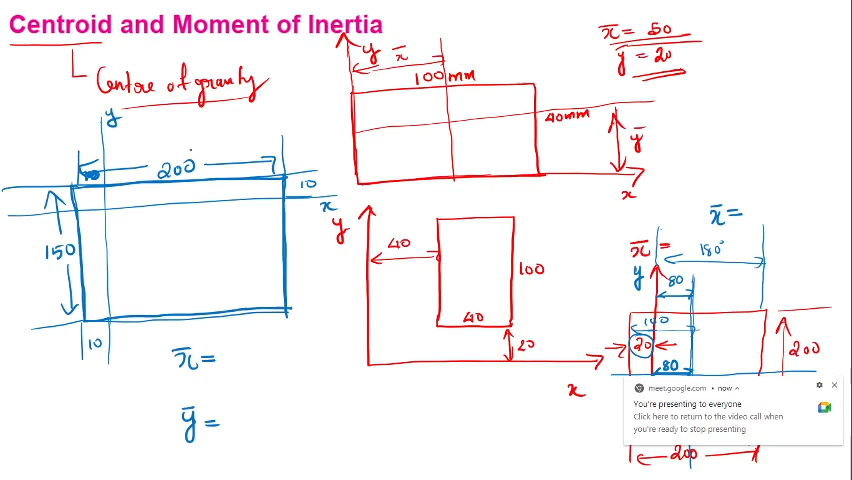 Centroid and Moment of Inertia
Centre of gravity
y
x̄
100mm
40mm
ȳ
x
x̄ = 50
ȳ = 20
y
10
200
10
x
150
10
x̄ =
ȳ =
y
40
100
40
20
x
x̄ =
x̄ =
180°
y
80
100
20
80
200
200
meet.google.com • now
You're presenting to everyone
Click here to return to the video call when
you're ready to stop presenting